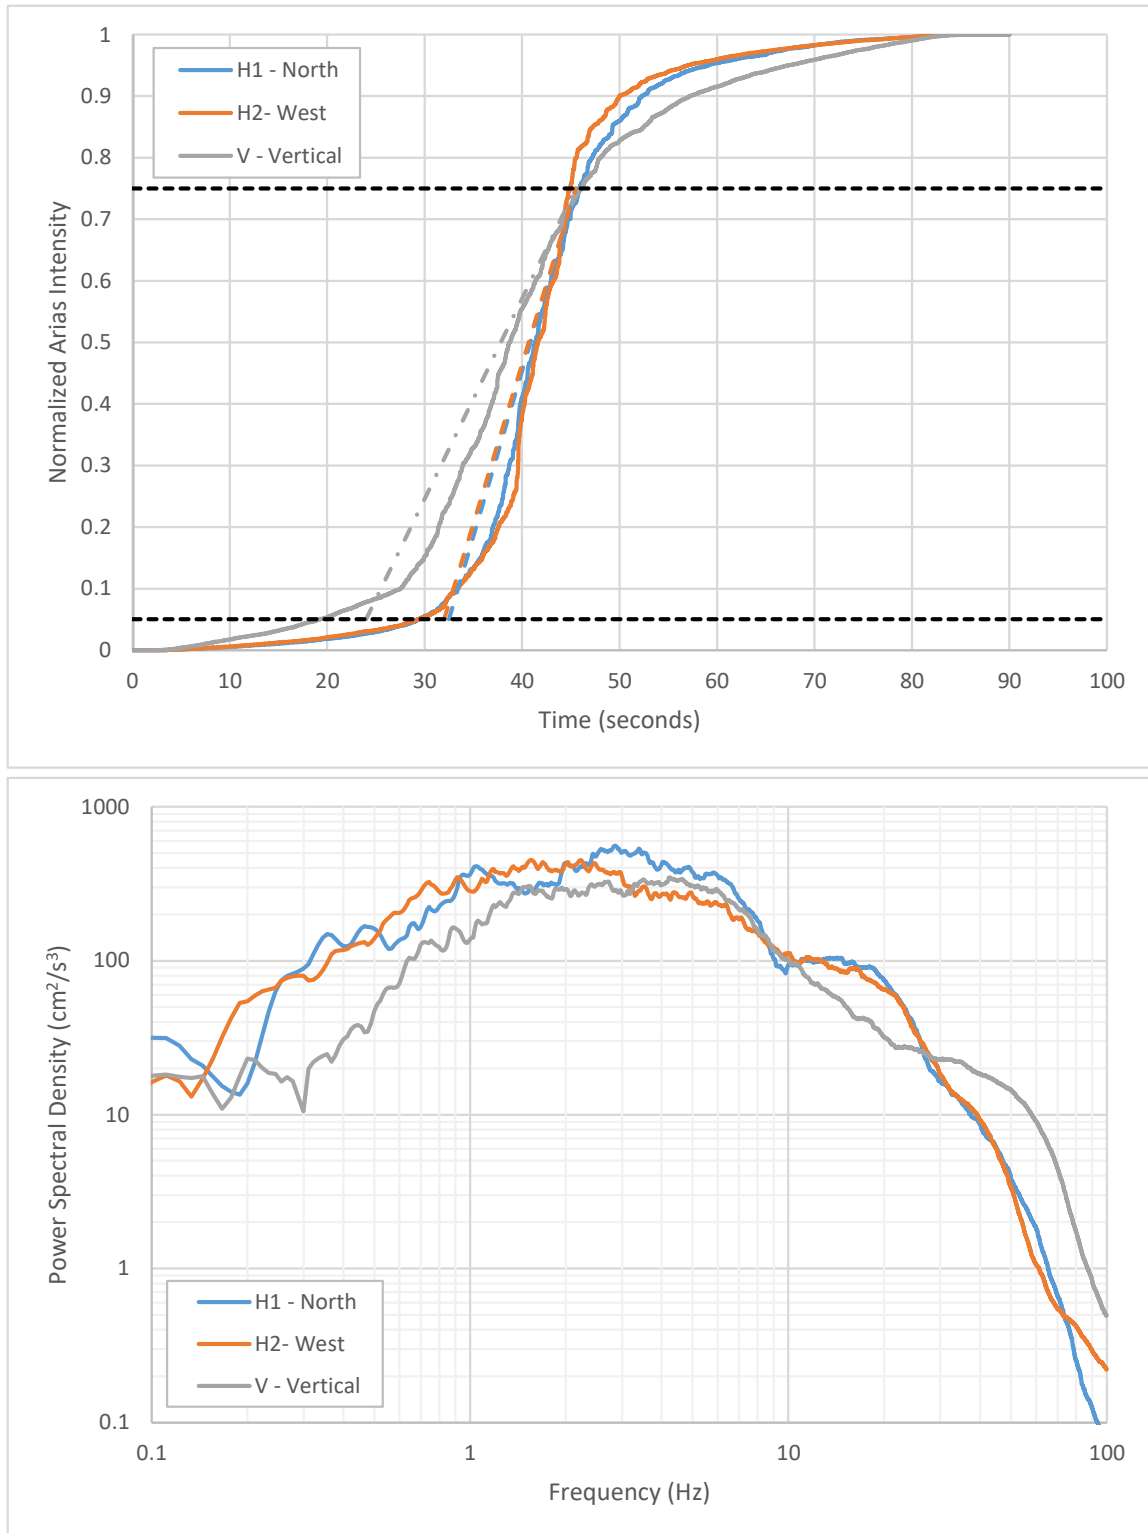 1
H1 - North
0.9
H2- West
0.8
V - Vertical
0.7
0.6
0.5
0.4
0.3
0.2
0.1
0
Normalized Arias Intensity
0 10 20 30 40 50 60 70 80 90 100
Time (seconds)
1000
100
10
1
0.1
Power Spectral Density (cm²/s³)
H1 - North
H2- West
V - Vertical
0.1 1 10 100
Frequency (Hz)